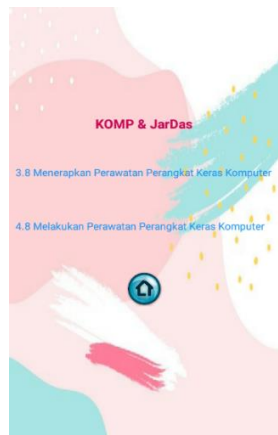 KOMP & JarDas
3.8 Menerapkan Perawatan Perangkat Keras Komputer
4.8 Melakukan Perawatan Perangkat Keras Komputer